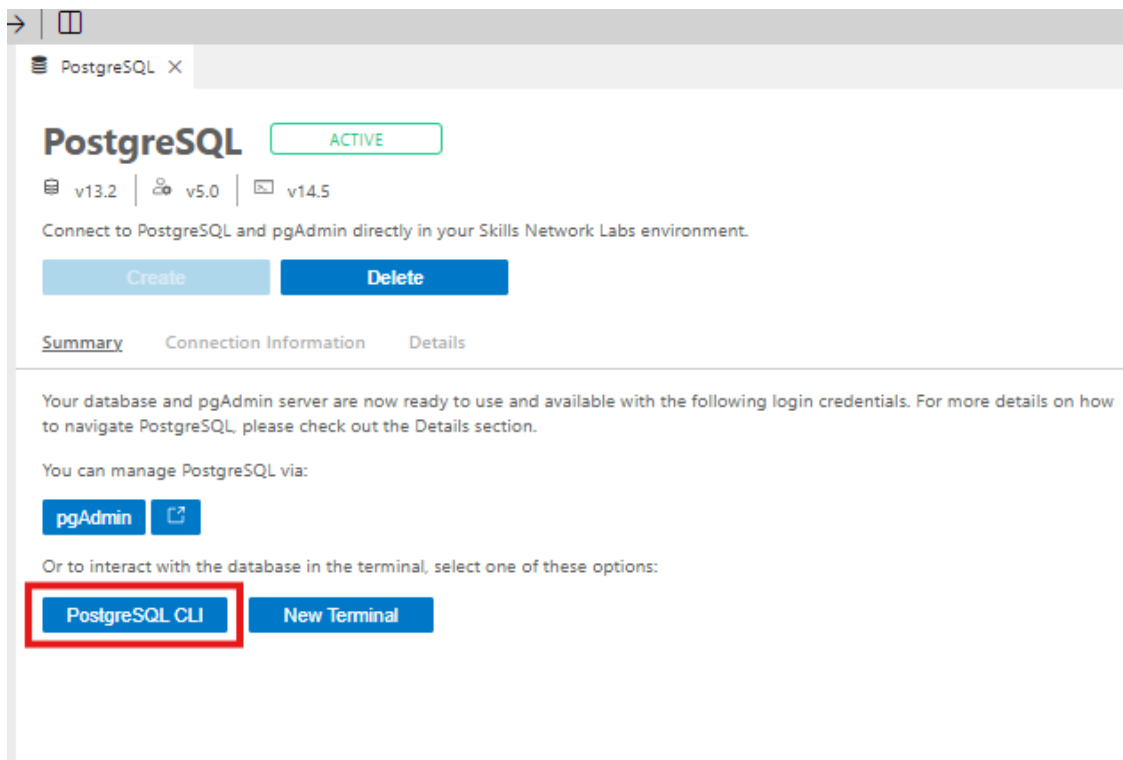 PostgreSQL
PostgreSQL ACTIVE
v13.2 v5.0 v14.5
Connect to PostgreSQL and pgAdmin directly in your Skills Network Labs environment.
Create Delete
Summary Connection Information Details
Your database and pgAdmin server are now ready to use and available with the following login credentials. For more details on how
to navigate PostgreSQL, please check out the Details section.
You can manage PostgreSQL via:
pgAdmin
Or to interact with the database in the terminal, select one of these options:
PostgreSQL CLI New Terminal